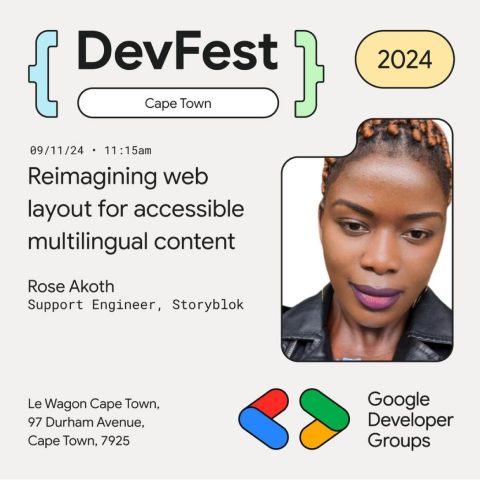 DevFest
2024
Cape Town
09/11/24 • 11:15am
Reimagining web
layout for accessible
multilingual content
Rose Akoth
Support Engineer, Storyblok
Le Wagon Cape Town,
97 Durham Avenue,
Cape Town, 7925
Google
Developer
Groups